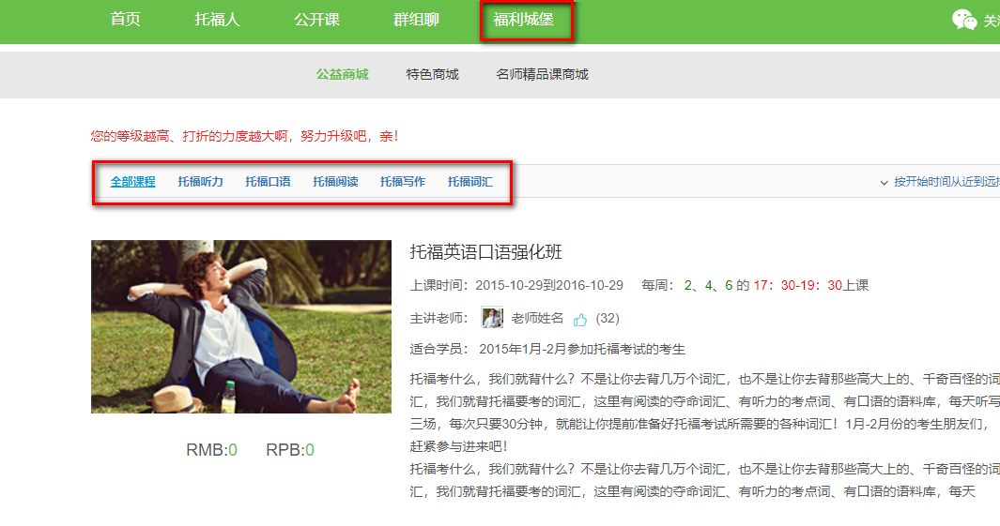 首页 托福人 公开课 群组聊 福利城堡 关
公益商城 特色商城 名师精品课商城
您的等级越高、打折的力度越大啊，努力升级吧，亲！
全部课程 托福听力 托福口语 托福阅读 托福写作 托福词汇 按开始时间从近到远
托福英语口语强化班
上课时间：2015-10-29到2016-10-29 每周： 2、4、6 的 17：30-19：30上课
主讲老师： 老师姓名 (32)
适合学员： 2015年1月-2月参加托福考试的考生
托福考什么，我们就背什么？不是让你去背几万个词汇，也不是让你去背那些高大上的、千奇百怪的词
汇，我们就背托福要考的词汇，这里有阅读的夺命词汇、有听力的考点词、有口语的语料库，每天听写
三场，每次只要30分钟，就能让你提前准备好托福考试所需要的各种词汇！1月-2月份的考生朋友们，
赶紧参与进来吧！
托福考什么，我们就背什么？不是让你去背几万个词汇，也不是让你去背那些高大上的、千奇百怪的词
汇，我们就背托福要考的词汇，这里有阅读的夺命词汇、有听力的考点词、有口语的语料库，每天
RMB:0 RPB:0